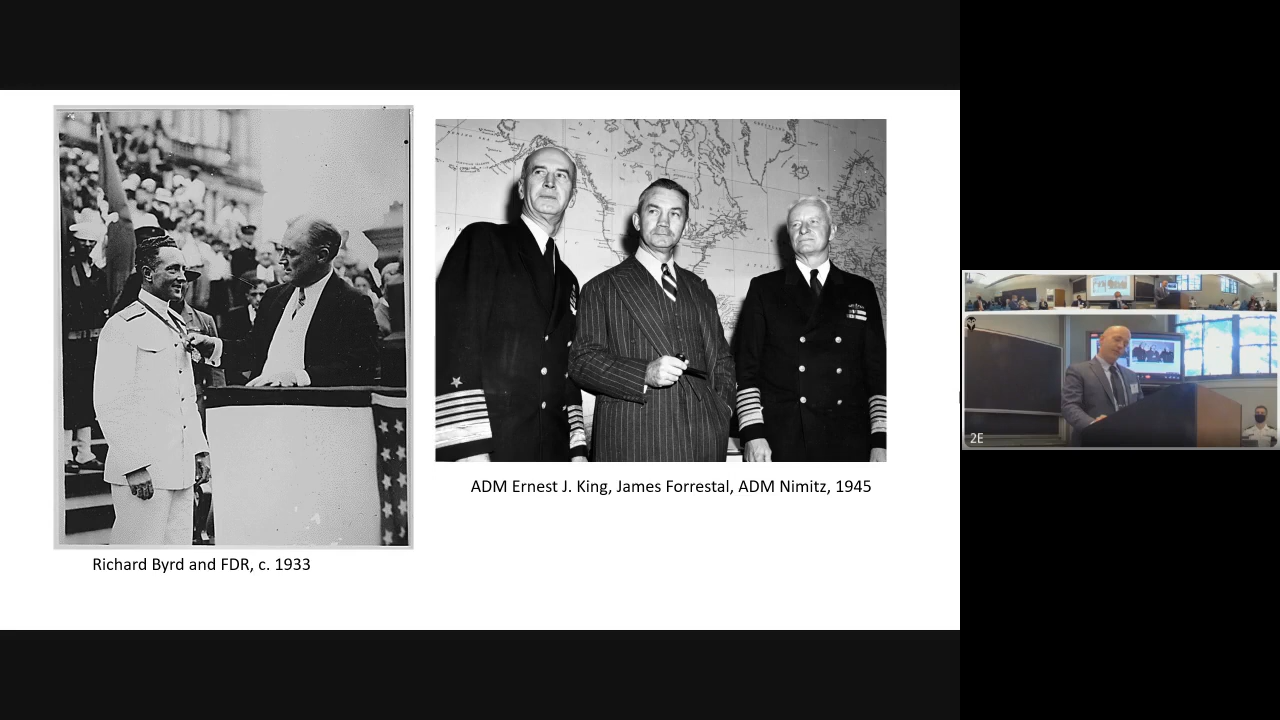 ADM Ernest J. King, James Forrestal, ADM Nimitz, 1945
Richard Byrd and FDR, c. 1933
2E